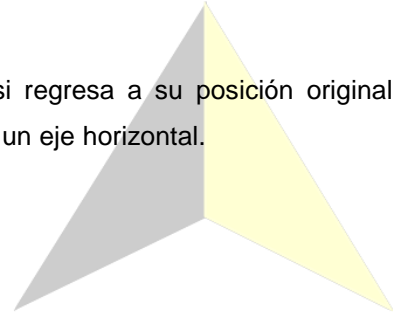 si regresa a su posición original
un eje horizontal.